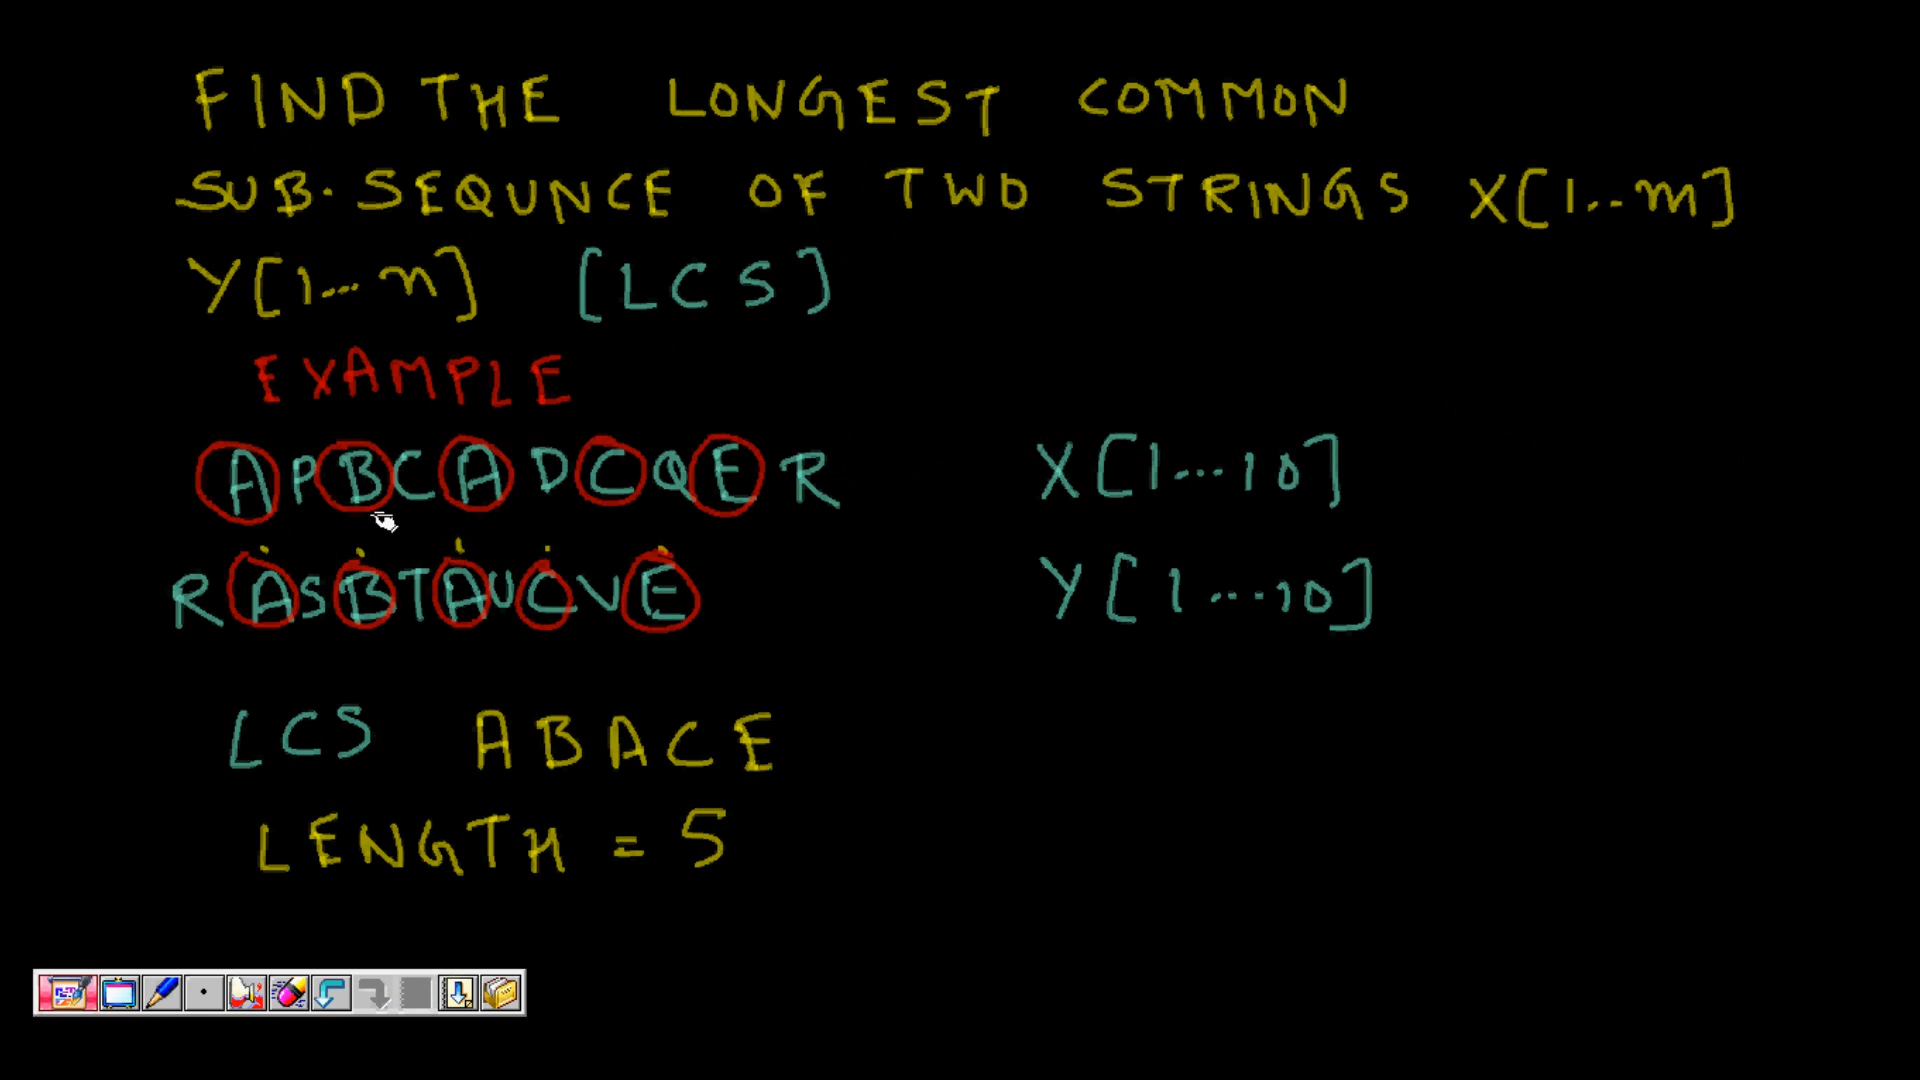 FIND THE LONGEST COMMON
SUB-SEQUNCE OF TWO STRINGS X[1..m]
Y[1...n] [LCS]
EXAMPLE
APBCADCQER X[1...10]
RASBTAUCVE Y[1...10]
LCS ABACE
LENGTH = 5